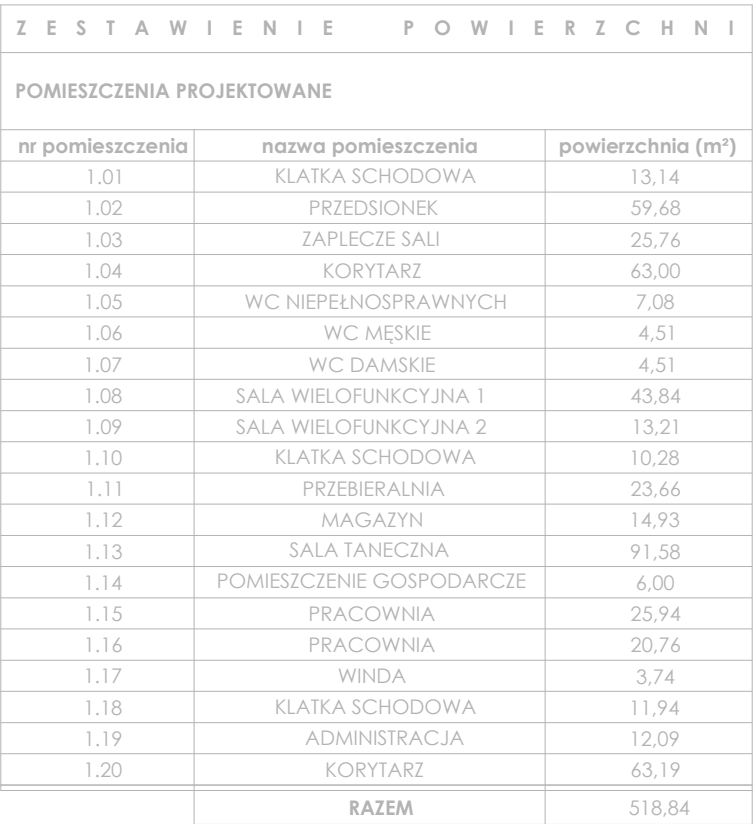 ZESTAWIENIE POWIERZCHNI
POMIESZCZENIA PROJEKTOWANE
nr pomieszczenia nazwa pomieszczenia powierzchnia (m²)
1.01 KLATKA SCHODOWA 13,14
1.02 PRZEDSIONEK 59,68
1.03 ZAPLECZE SALI 25,76
1.04 KORYTARZ 63,00
1.05 WC NIEPEŁNOSPRAWNYCH 7,08
1.06 WC MĘSKIE 4,51
1.07 WC DAMSKIE 4,51
1.08 SALA WIELOFUNKCYJNA 1 43,84
1.09 SALA WIELOFUNKCYJNA 2 13,21
1.10 KLATKA SCHODOWA 10,28
1.11 PRZEBIERALNIA 23,66
1.12 MAGAZYN 14,93
1.13 SALA TANECZNA 91,58
1.14 POMIESZCZENIE GOSPODARCZE 6,00
1.15 PRACOWNIA 25,94
1.16 PRACOWNIA 20,76
1.17 WINDA 3,74
1.18 KLATKA SCHODOWA 11,94
1.19 ADMINISTRACJA 12,09
1.20 KORYTARZ 63,19
RAZEM 518,84